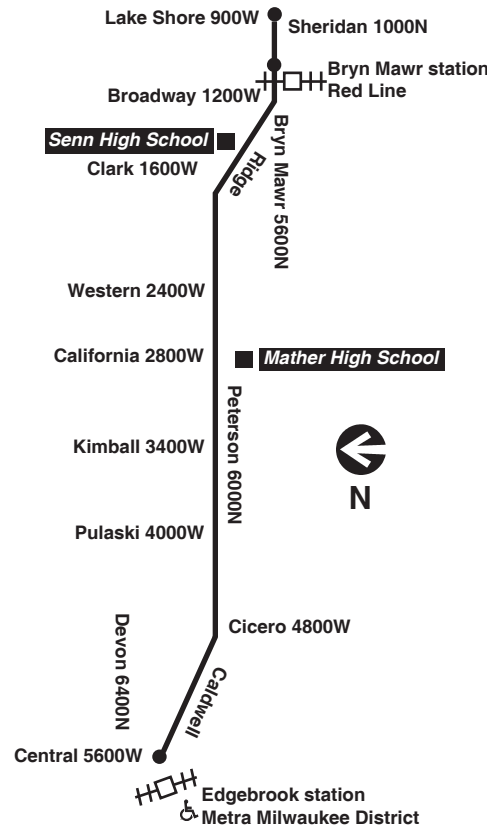 Lake Shore 900W
Sheridan 1000N
Bryn Mawr station
Red Line
Broadway 1200W
Bryn Mawr 5600N
Senn High School
Clark 1600W
Ridge
Western 2400W
California 2800W
Mather High School
Peterson 6000N
Kimball 3400W
N
Pulaski 4000W
Devon 6400N
Cicero 4800W
Caldwell
Central 5600W
Edgebrook station
Metra Milwaukee District